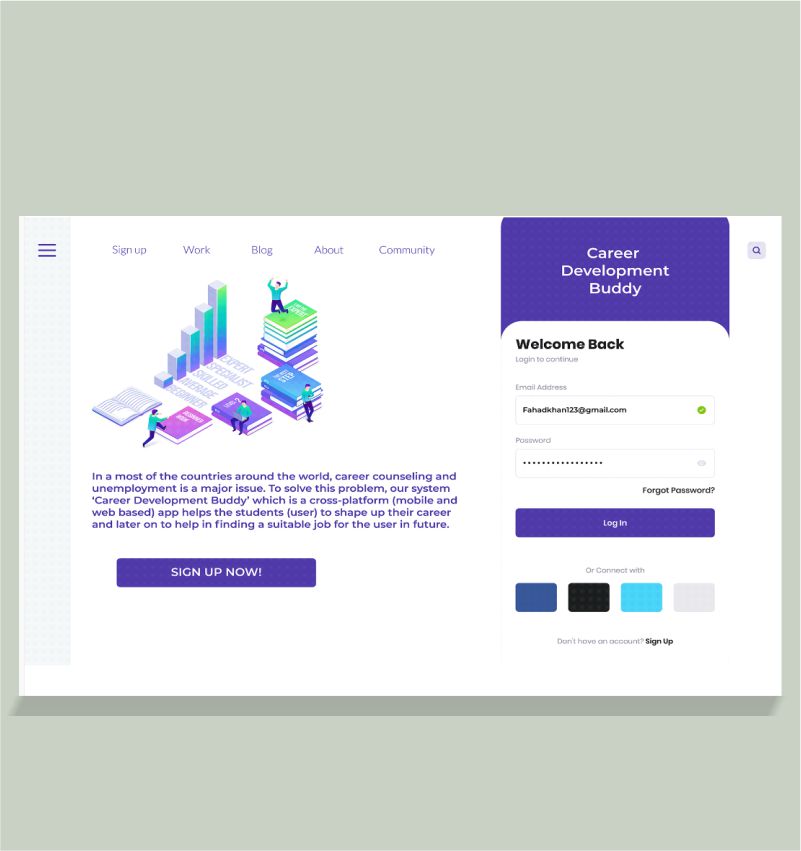 Sign up
Work
Blog
About
Community
EXPERT
SPECIALIST
SKILLED
AVERAGE
BEGINNER
BEGINNER
BOOK
LEVEL-2
In a most of the countries around the world, career counseling and
unemployment is a major issue. To solve this problem, our system
‘Career Development Buddy’ which is a cross-platform (mobile and
web based) app helps the students (user) to shape up their career
and later on to help in finding a suitable job for the user in future.
SIGN UP NOW!
Career
Development
Buddy
Welcome Back
Login to continue
Email Address
Fahadkhan123@gmail.com
Password
Forgot Password?
Log In
Or Connect with
Don't have an account? Sign Up